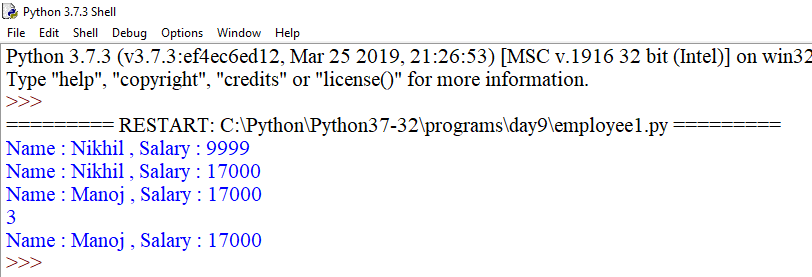 Python 3.7.3 Shell
File Edit Shell Debug Options Window Help
Python 3.7.3 (v3.7.3:ef4ec6ed12, Mar 25 2019, 21:26:53) [MSC v.1916 32 bit (Intel)] on win32
Type "help", "copyright", "credits" or "license()" for more information.
>>>
========= RESTART: C:\Python\Python37-32\programs\day9\employee1.py =========
Name : Nikhil , Salary : 9999
Name : Nikhil , Salary : 17000
Name : Manoj , Salary : 17000
3
Name : Manoj , Salary : 17000
>>>